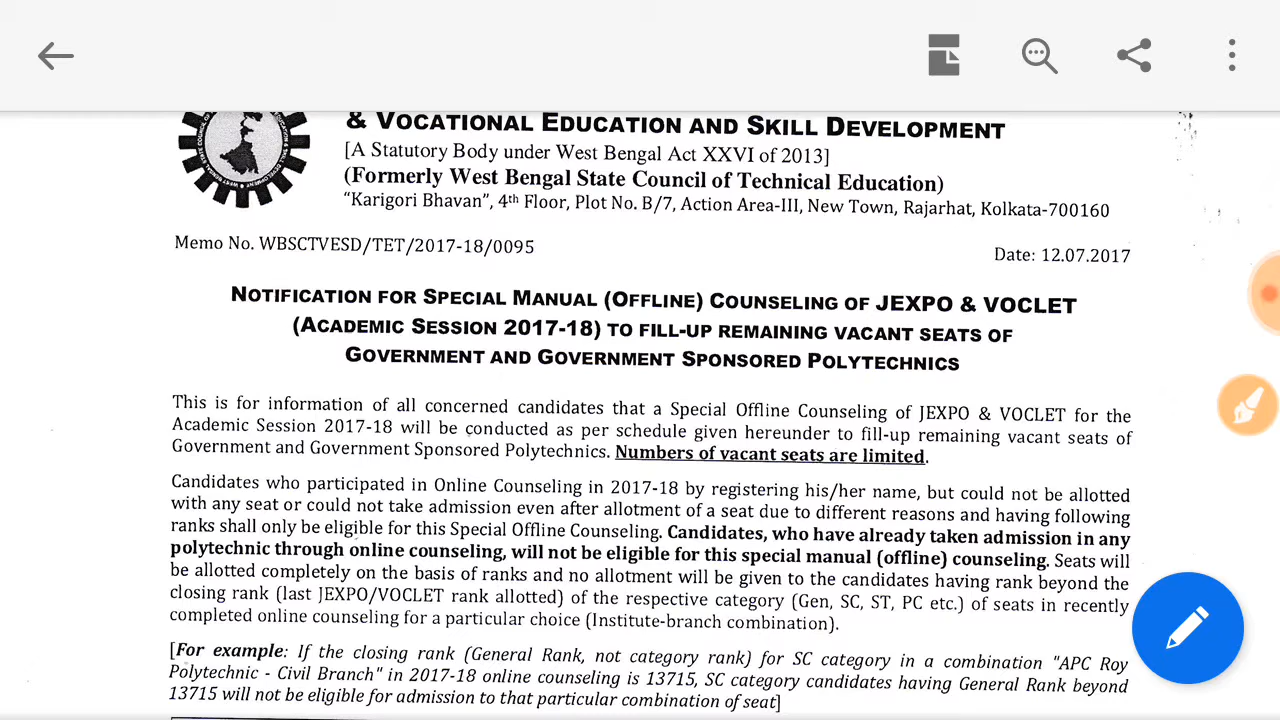 & VOCATIONAL EDUCATION AND SKILL DEVELOPMENT
[A Statutory Body under West Bengal Act XXVI of 2013]
(Formerly West Bengal State Council of Technical Education)
“Karigori Bhavan”, 4th Floor, Plot No. B/7, Action Area-III, New Town, Rajarhat, Kolkata-700160
Memo No. WBSCTVESD/TET/2017-18/0095
Date: 12.07.2017
NOTIFICATION FOR SPECIAL MANUAL (OFFLINE) COUNSELING OF JEXPO & VOCLET
(ACADEMIC SESSION 2017-18) TO FILL-UP REMAINING VACANT SEATS OF
GOVERNMENT AND GOVERNMENT SPONSORED POLYTECHNICS
This is for information of all concerned candidates that a Special Offline Counseling of JEXPO & VOCLET for the
Academic Session 2017-18 will be conducted as per schedule given hereunder to fill-up remaining vacant seats of
Government and Government Sponsored Polytechnics. Numbers of vacant seats are limited.
Candidates who participated in Online Counseling in 2017-18 by registering his/her name, but could not be allotted
with any seat or could not take admission even after allotment of a seat due to different reasons and having following
ranks shall only be eligible for this Special Offline Counseling. Candidates, who have already taken admission in any
polytechnic through online counseling, will not be eligible for this special manual (offline) counseling. Seats will
be allotted completely on the basis of ranks and no allotment will be given to the candidates having rank beyond the
closing rank (last JEXPO/VOCLET rank allotted) of the respective category (Gen, SC, ST, PC etc.) of seats in recently
completed online counseling for a particular choice (Institute-branch combination).
[For example: If the closing rank (General Rank, not category rank) for SC category in a combination "APC Roy
Polytechnic - Civil Branch" in 2017-18 online counseling is 13715, SC category candidates having General Rank beyond
13715 will not be eligible for admission to that particular combination of seat]